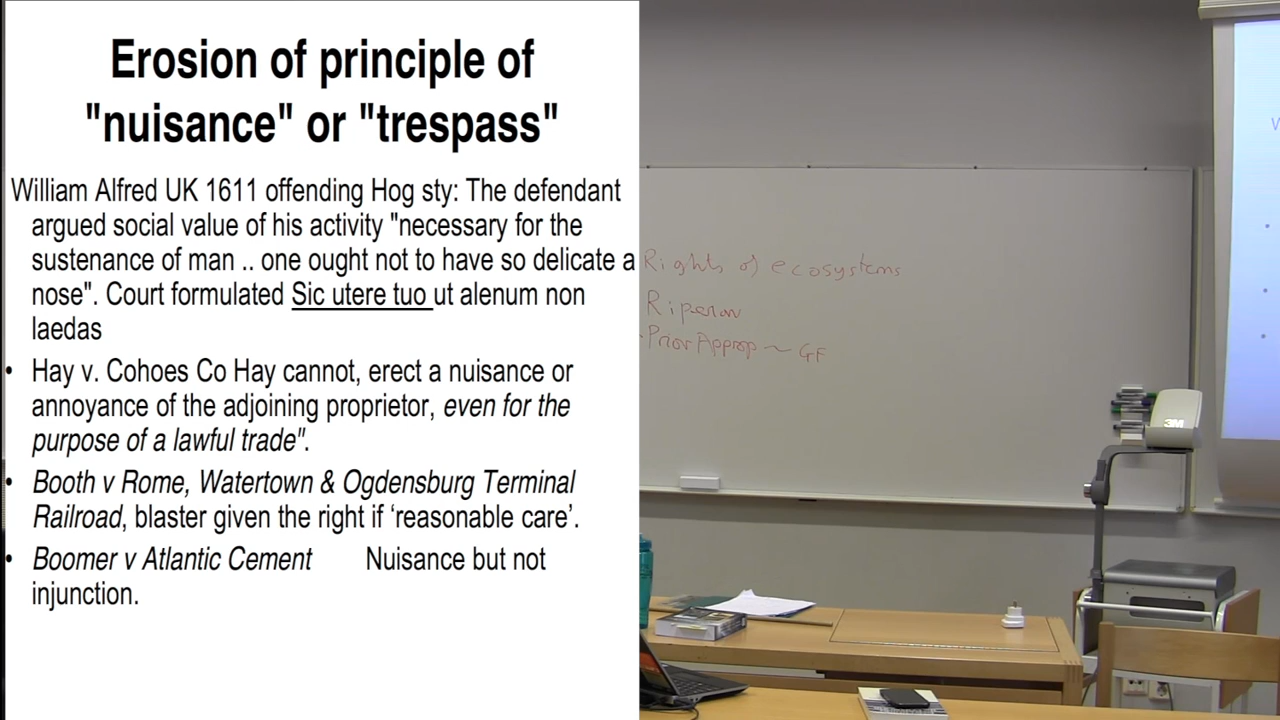 Erosion of principle of
"nuisance" or "trespass"
William Alfred UK 1611 offending Hog sty: The defendant
argued social value of his activity "necessary for the
sustenance of man .. one ought not to have so delicate a
nose". Court formulated Sic utere tuo ut alenum non
laedas
• Hay v. Cohoes Co Hay cannot, erect a nuisance or
annoyance of the adjoining proprietor, even for the
purpose of a lawful trade".
• Booth v Rome, Watertown & Ogdensburg Terminal
Railroad, blaster given the right if ‘reasonable care’.
• Boomer v Atlantic Cement Nuisance but not
injunction.
Rights of ecosystems
Riperan
Prior Approp ~ GF
3M